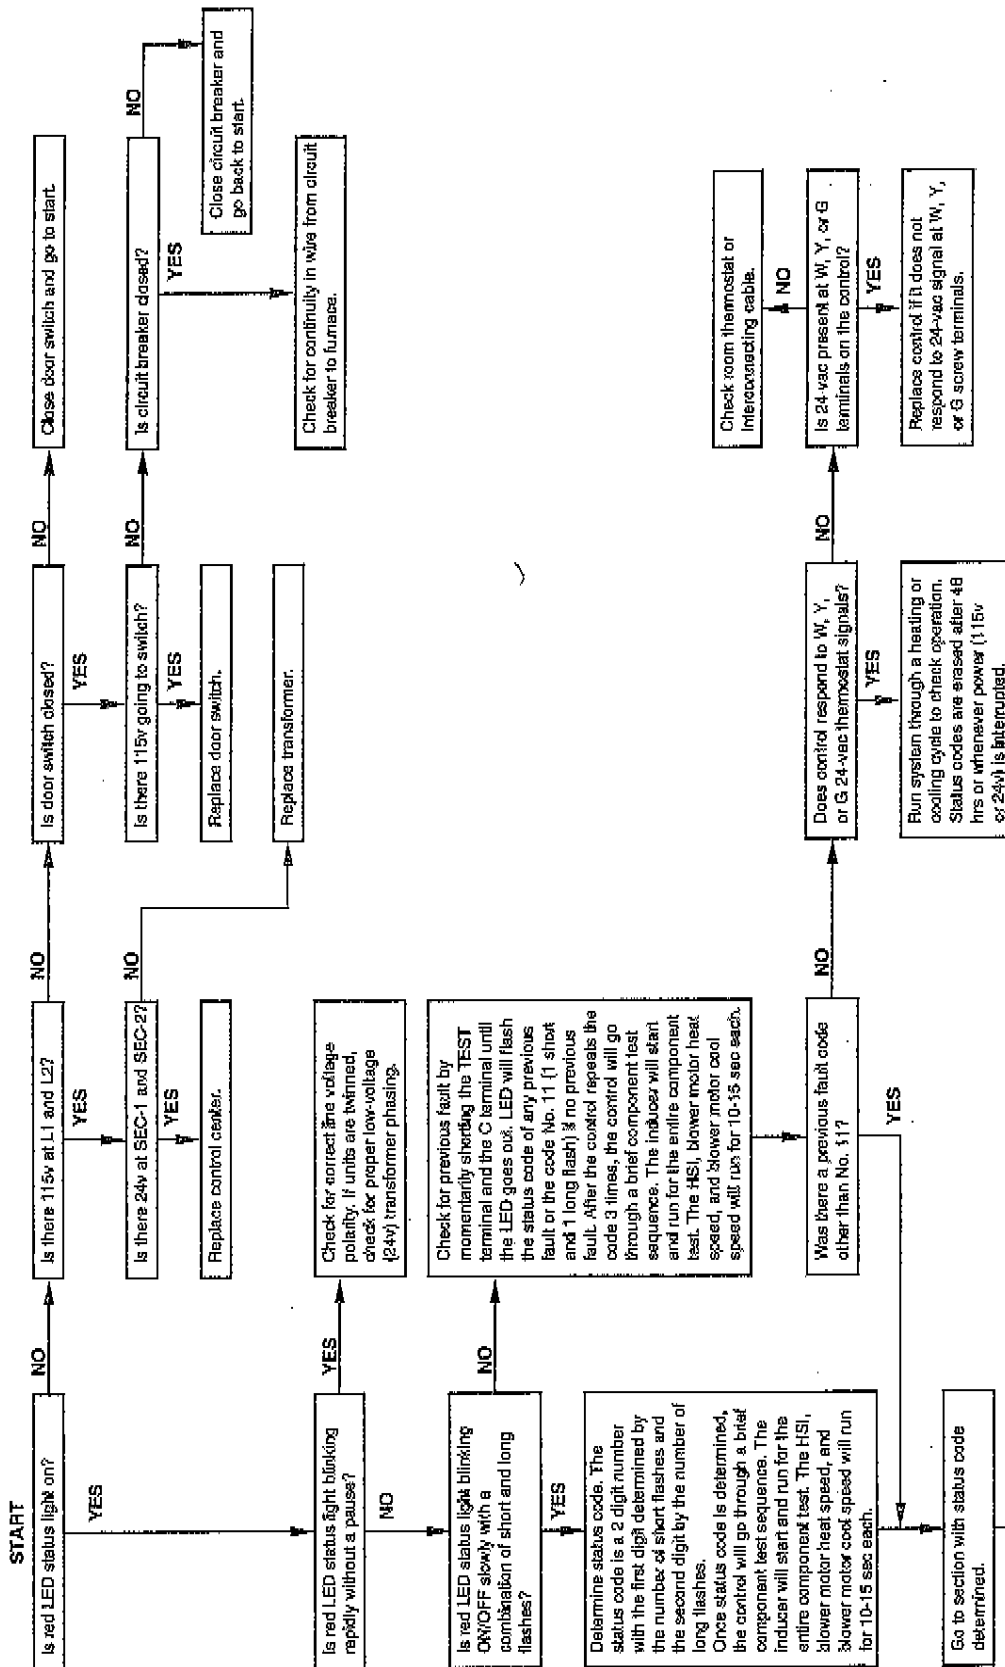 START
Is red LED status light on?
NO
YES
Is there 115v at L1 and L2?
NO
YES
Is door switch closed?
NO
YES
Close door switch and go to start.
Is there 24v at SEC-1 and SEC-2?
NO
YES
Replace control center.
Replace transformer.
Is there 115v going to switch?
NO
YES
Replace door switch.
Is circuit breaker closed?
NO
YES
Close circuit breaker and
go back to start.
Check for continuity in wire from circuit
breaker to furnace.
Is red LED status light blinking
rapidly without a pause?
YES
NO
Check for correct line voltage
polarity. If units are twinned,
check for proper low-voltage
(24v) transformer phasing.
Is red LED status light blinking
ON/OFF slowly with a
combination of short and long
flashes?
NO
YES
Check for previous fault by
momentarily shorting the TEST
terminal and the C terminal until
the LED goes out. LED will flash
the status code of any previous
fault or the code No. 11 (1 short
and 1 long flash) if no previous
fault. After the control repeats the
code 3 times, the control will go
through a brief component test
sequence. The inducer will start
and run for the entire component
test. The HSI, blower motor heat
speed, and blower motor cool
speed will run for 10-15 sec each.
Determine status code. The
status code is a 2 digit number
with the first digit determined by
the number of short flashes and
the second digit by the number of
long flashes.
Once status code is determined,
the control will go through a brief
component test sequence. The
inducer will start and run for the
entire component test. The HSI,
blower motor heat speed, and
blower motor cool speed will run
for 10-15 sec each.
Was there a previous fault code
other than No. 11?
NO
YES
Does control respond to W, Y,
or G 24-vac thermostat signals?
NO
YES
Run system through a heating or
cooling cycle to check operation.
Status codes are erased after 48
hrs or whenever power (115v
or 24v) is interrupted.
Is 24-vac present at W, Y, or G
terminals on the control?
NO
YES
Check room thermostat or
interconnecting cable.
Replace control if it does not
respond to 24-vac signal at W, Y,
or G screw terminals.
Go to section with status code
determined.